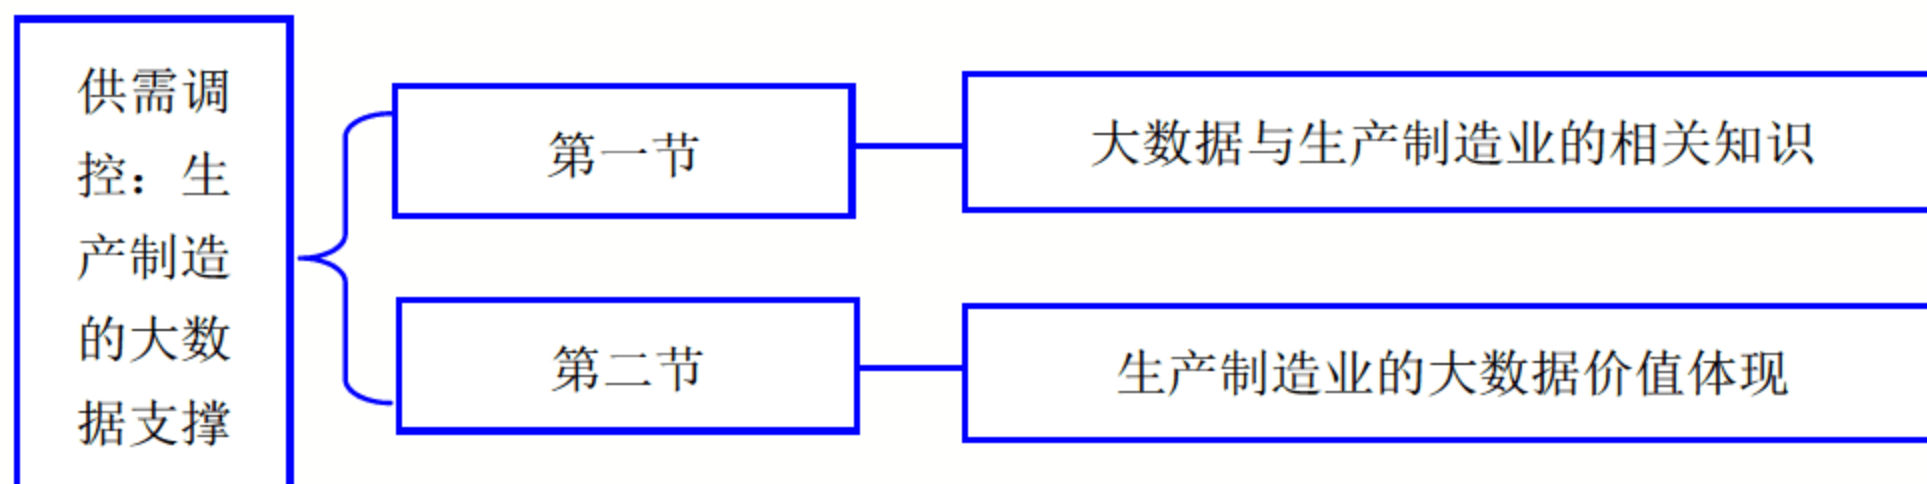 供需调
控：生
产制造
的大数
据支撑
第一节
大数据与生产制造业的相关知识
第二节
生产制造业的大数据价值体现